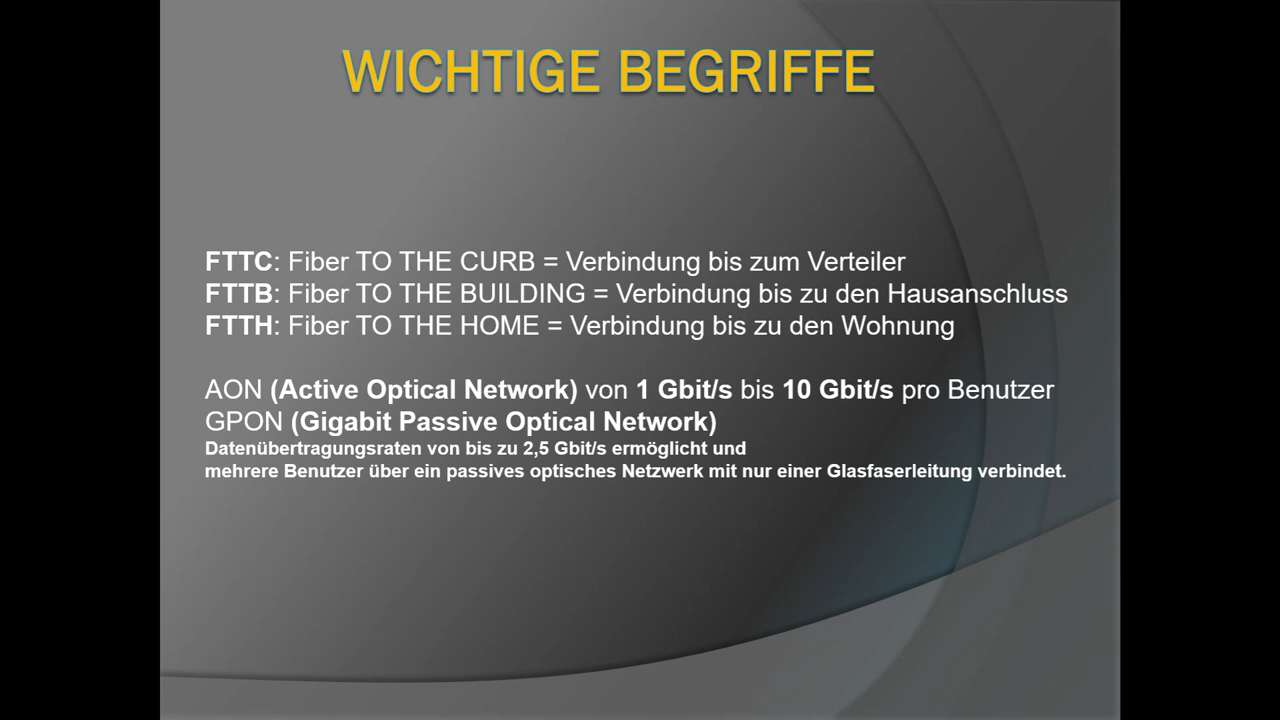 WICHTIGE BEGRIFFE
FTTC: Fiber TO THE CURB = Verbindung bis zum Verteiler
FTTB: Fiber TO THE BUILDING = Verbindung bis zu den Hausanschluss
FTTH: Fiber TO THE HOME = Verbindung bis zu den Wohnung
AON (Active Optical Network) von 1 Gbit/s bis 10 Gbit/s pro Benutzer
GPON (Gigabit Passive Optical Network)
Datenübertragungsraten von bis zu 2,5 Gbit/s ermöglicht und
mehrere Benutzer über ein passives optisches Netzwerk mit nur einer Glasfaserleitung verbindet.